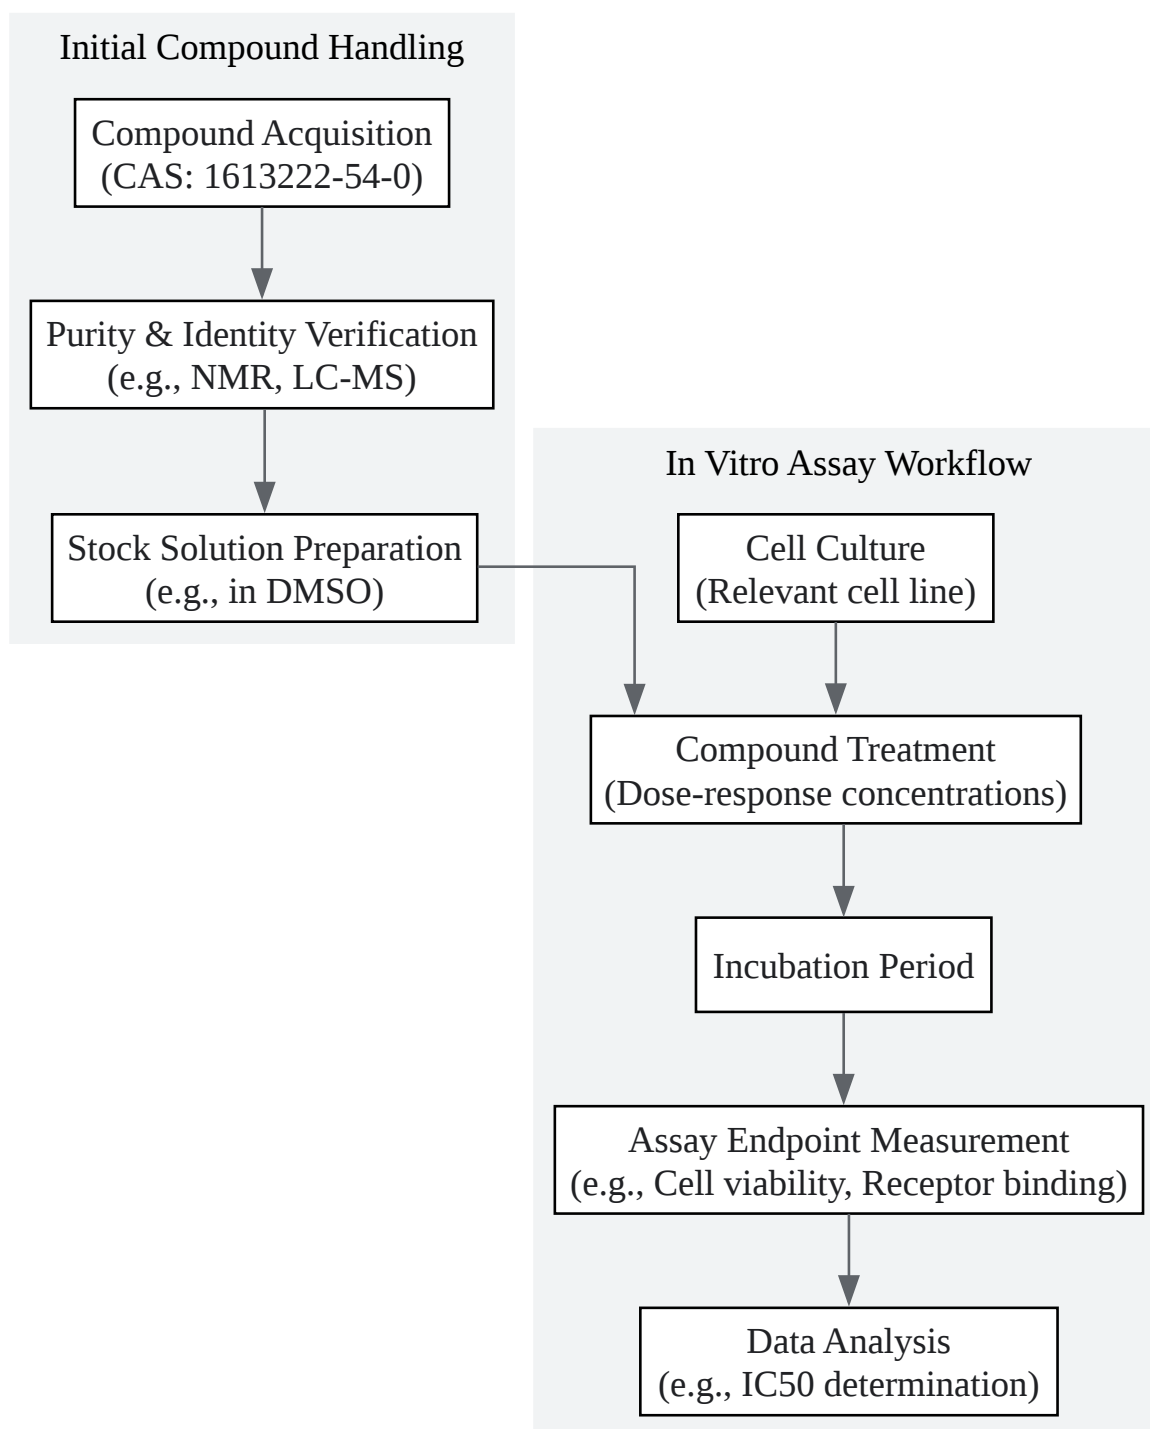 Initial Compound Handling
Compound Acquisition
(CAS: 1613222-54-0)
Purity & Identity Verification
(e.g., NMR, LC-MS)
Stock Solution Preparation
(e.g., in DMSO)
In Vitro Assay Workflow
Cell Culture
(Relevant cell line)
Compound Treatment
(Dose-response concentrations)
Incubation Period
Assay Endpoint Measurement
(e.g., Cell viability, Receptor binding)
Data Analysis
(e.g., IC50 determination)